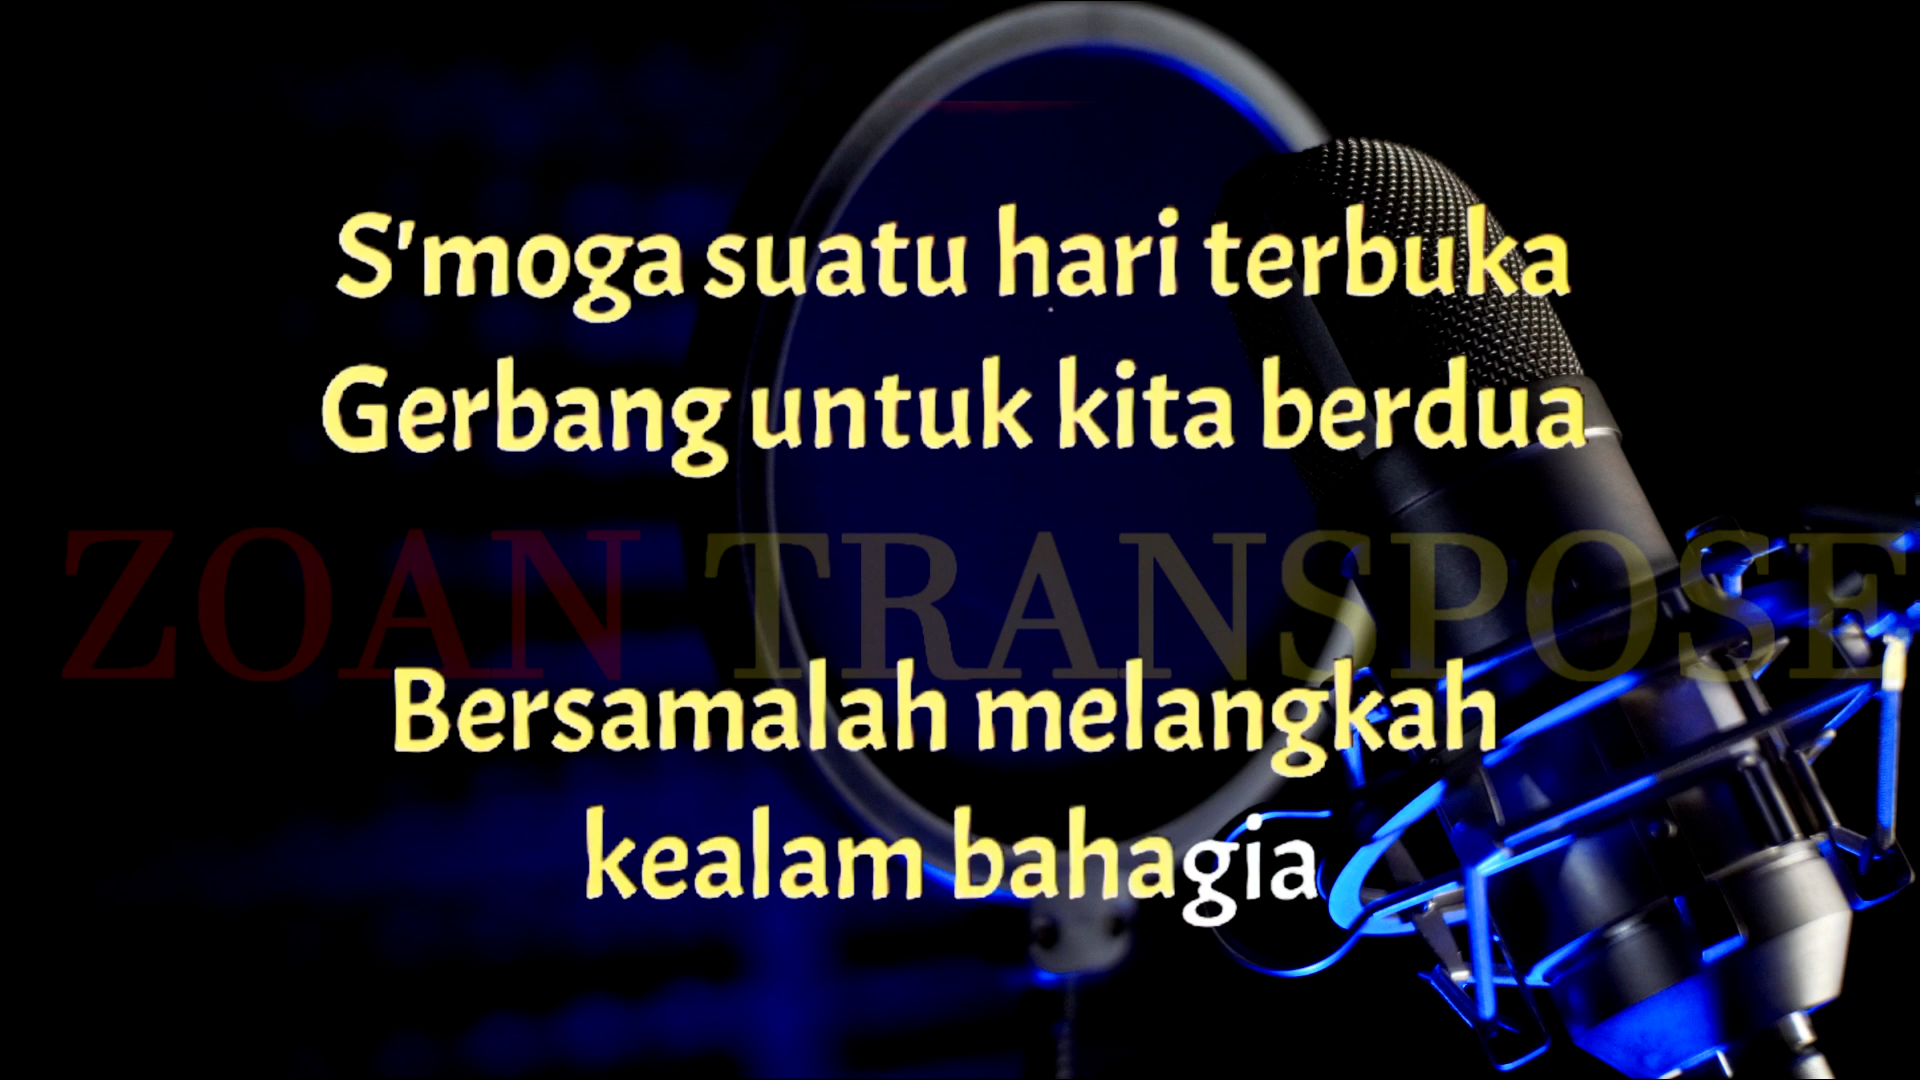 S'moga suatu hari terbuka
Gerbang untuk kita berdua
ZOAN TRANSPOSE
Bersamalah melangkah
kealam bahagia